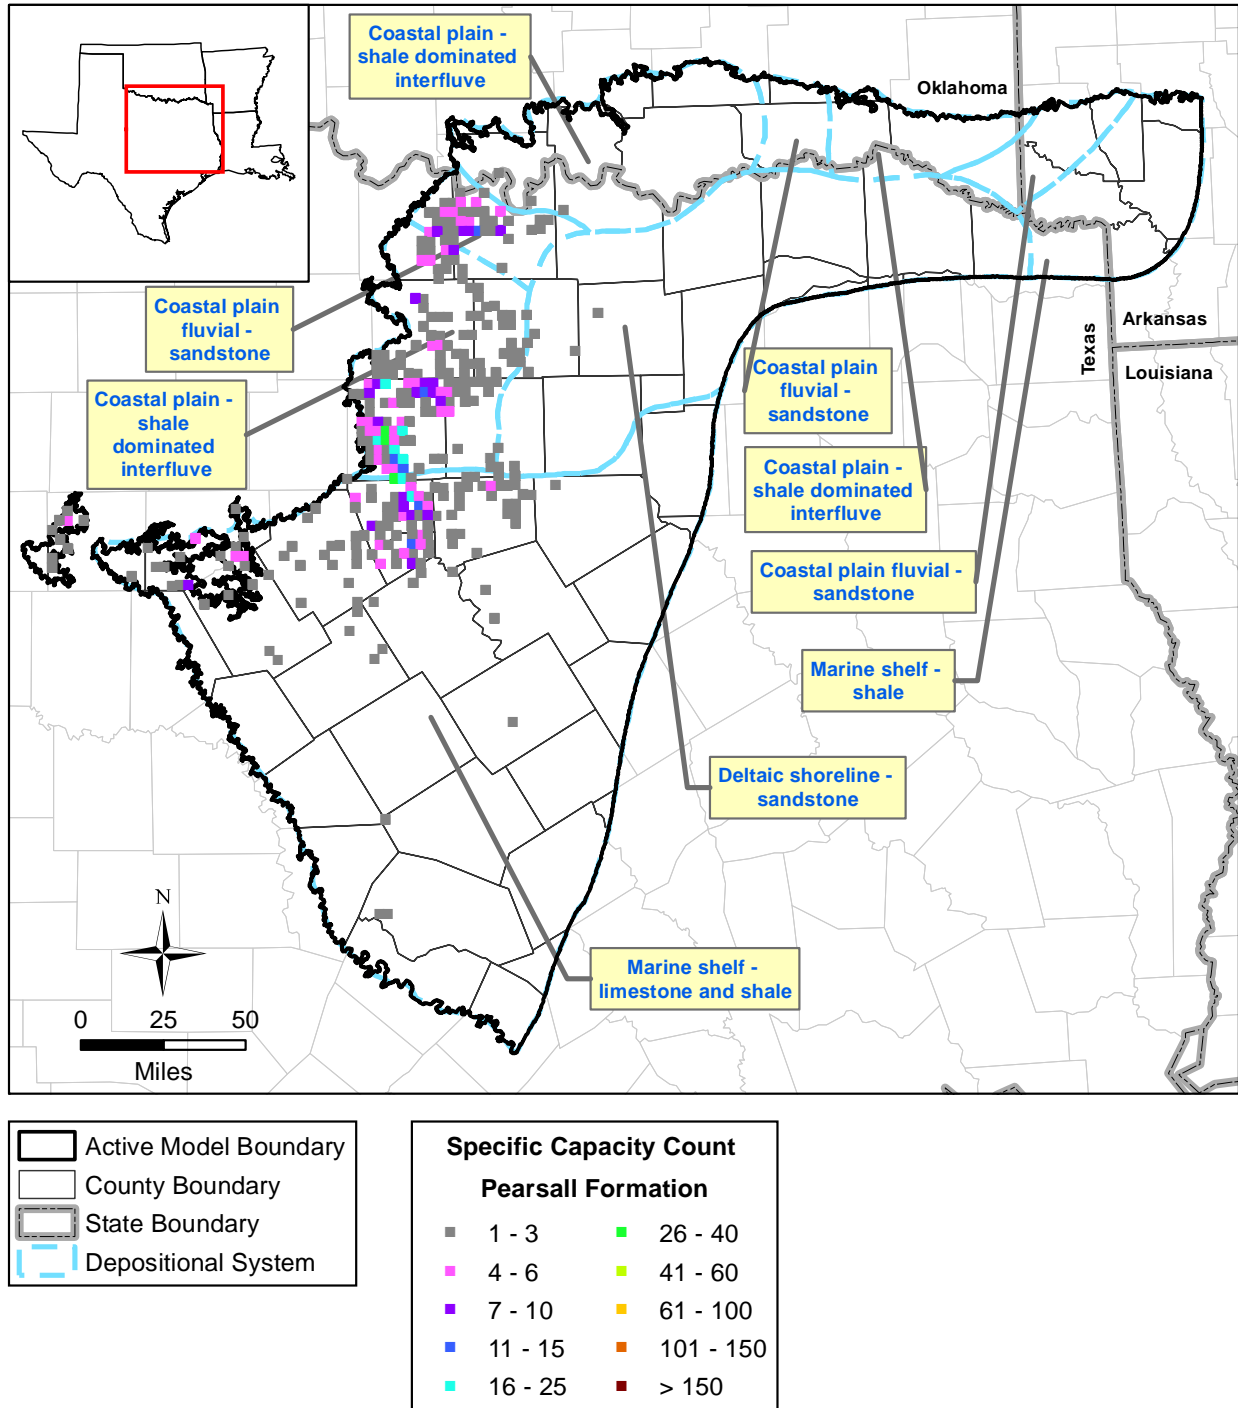 Coastal plain -
shale dominated
interfluve
Oklahoma
Coastal plain
fluvial -
sandstone
Texas
Arkansas
Louisiana
Coastal plain
fluvial -
sandstone
Coastal plain -
shale
dominated
interfluve
Coastal plain -
shale dominated
interfluve
Coastal plain fluvial -
sandstone
Marine shelf -
shale
Deltaic shoreline -
sandstone
Marine shelf -
limestone and shale
N
0 25 50
Miles
Active Model Boundary
County Boundary
State Boundary
Depositional System
Specific Capacity Count
Pearsall Formation
1 - 3
4 - 6
7 - 10
11 - 15
16 - 25
26 - 40
41 - 60
61 - 100
101 - 150
> 150